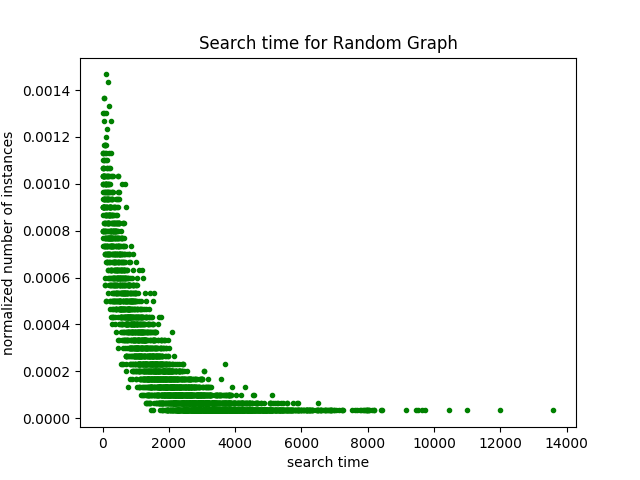 Search time for Random Graph
normalized number of instances
0.0014
0.0012
0.0010
0.0008
0.0006
0.0004
0.0002
0.0000
0 2000 4000 6000 8000 10000 12000 14000
search time